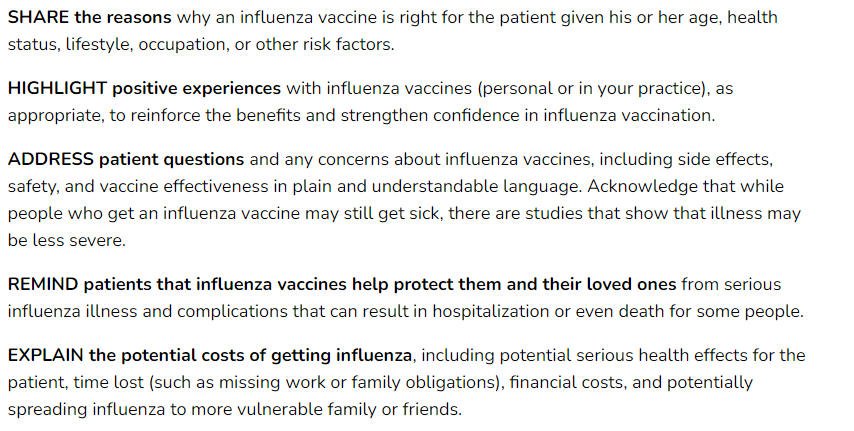 SHARE the reasons why an influenza vaccine is right for the patient given his or her age, health
status, lifestyle, occupation, or other risk factors.
HIGHLIGHT positive experiences with influenza vaccines (personal or in your practice), as
appropriate, to reinforce the benefits and strengthen confidence in influenza vaccination.
ADDRESS patient questions and any concerns about influenza vaccines, including side effects,
safety, and vaccine effectiveness in plain and understandable language. Acknowledge that while
people who get an influenza vaccine may still get sick, there are studies that show that illness may
be less severe.
REMIND patients that influenza vaccines help protect them and their loved ones from serious
influenza illness and complications that can result in hospitalization or even death for some people.
EXPLAIN the potential costs of getting influenza, including potential serious health effects for the
patient, time lost (such as missing work or family obligations), financial costs, and potentially
spreading influenza to more vulnerable family or friends.